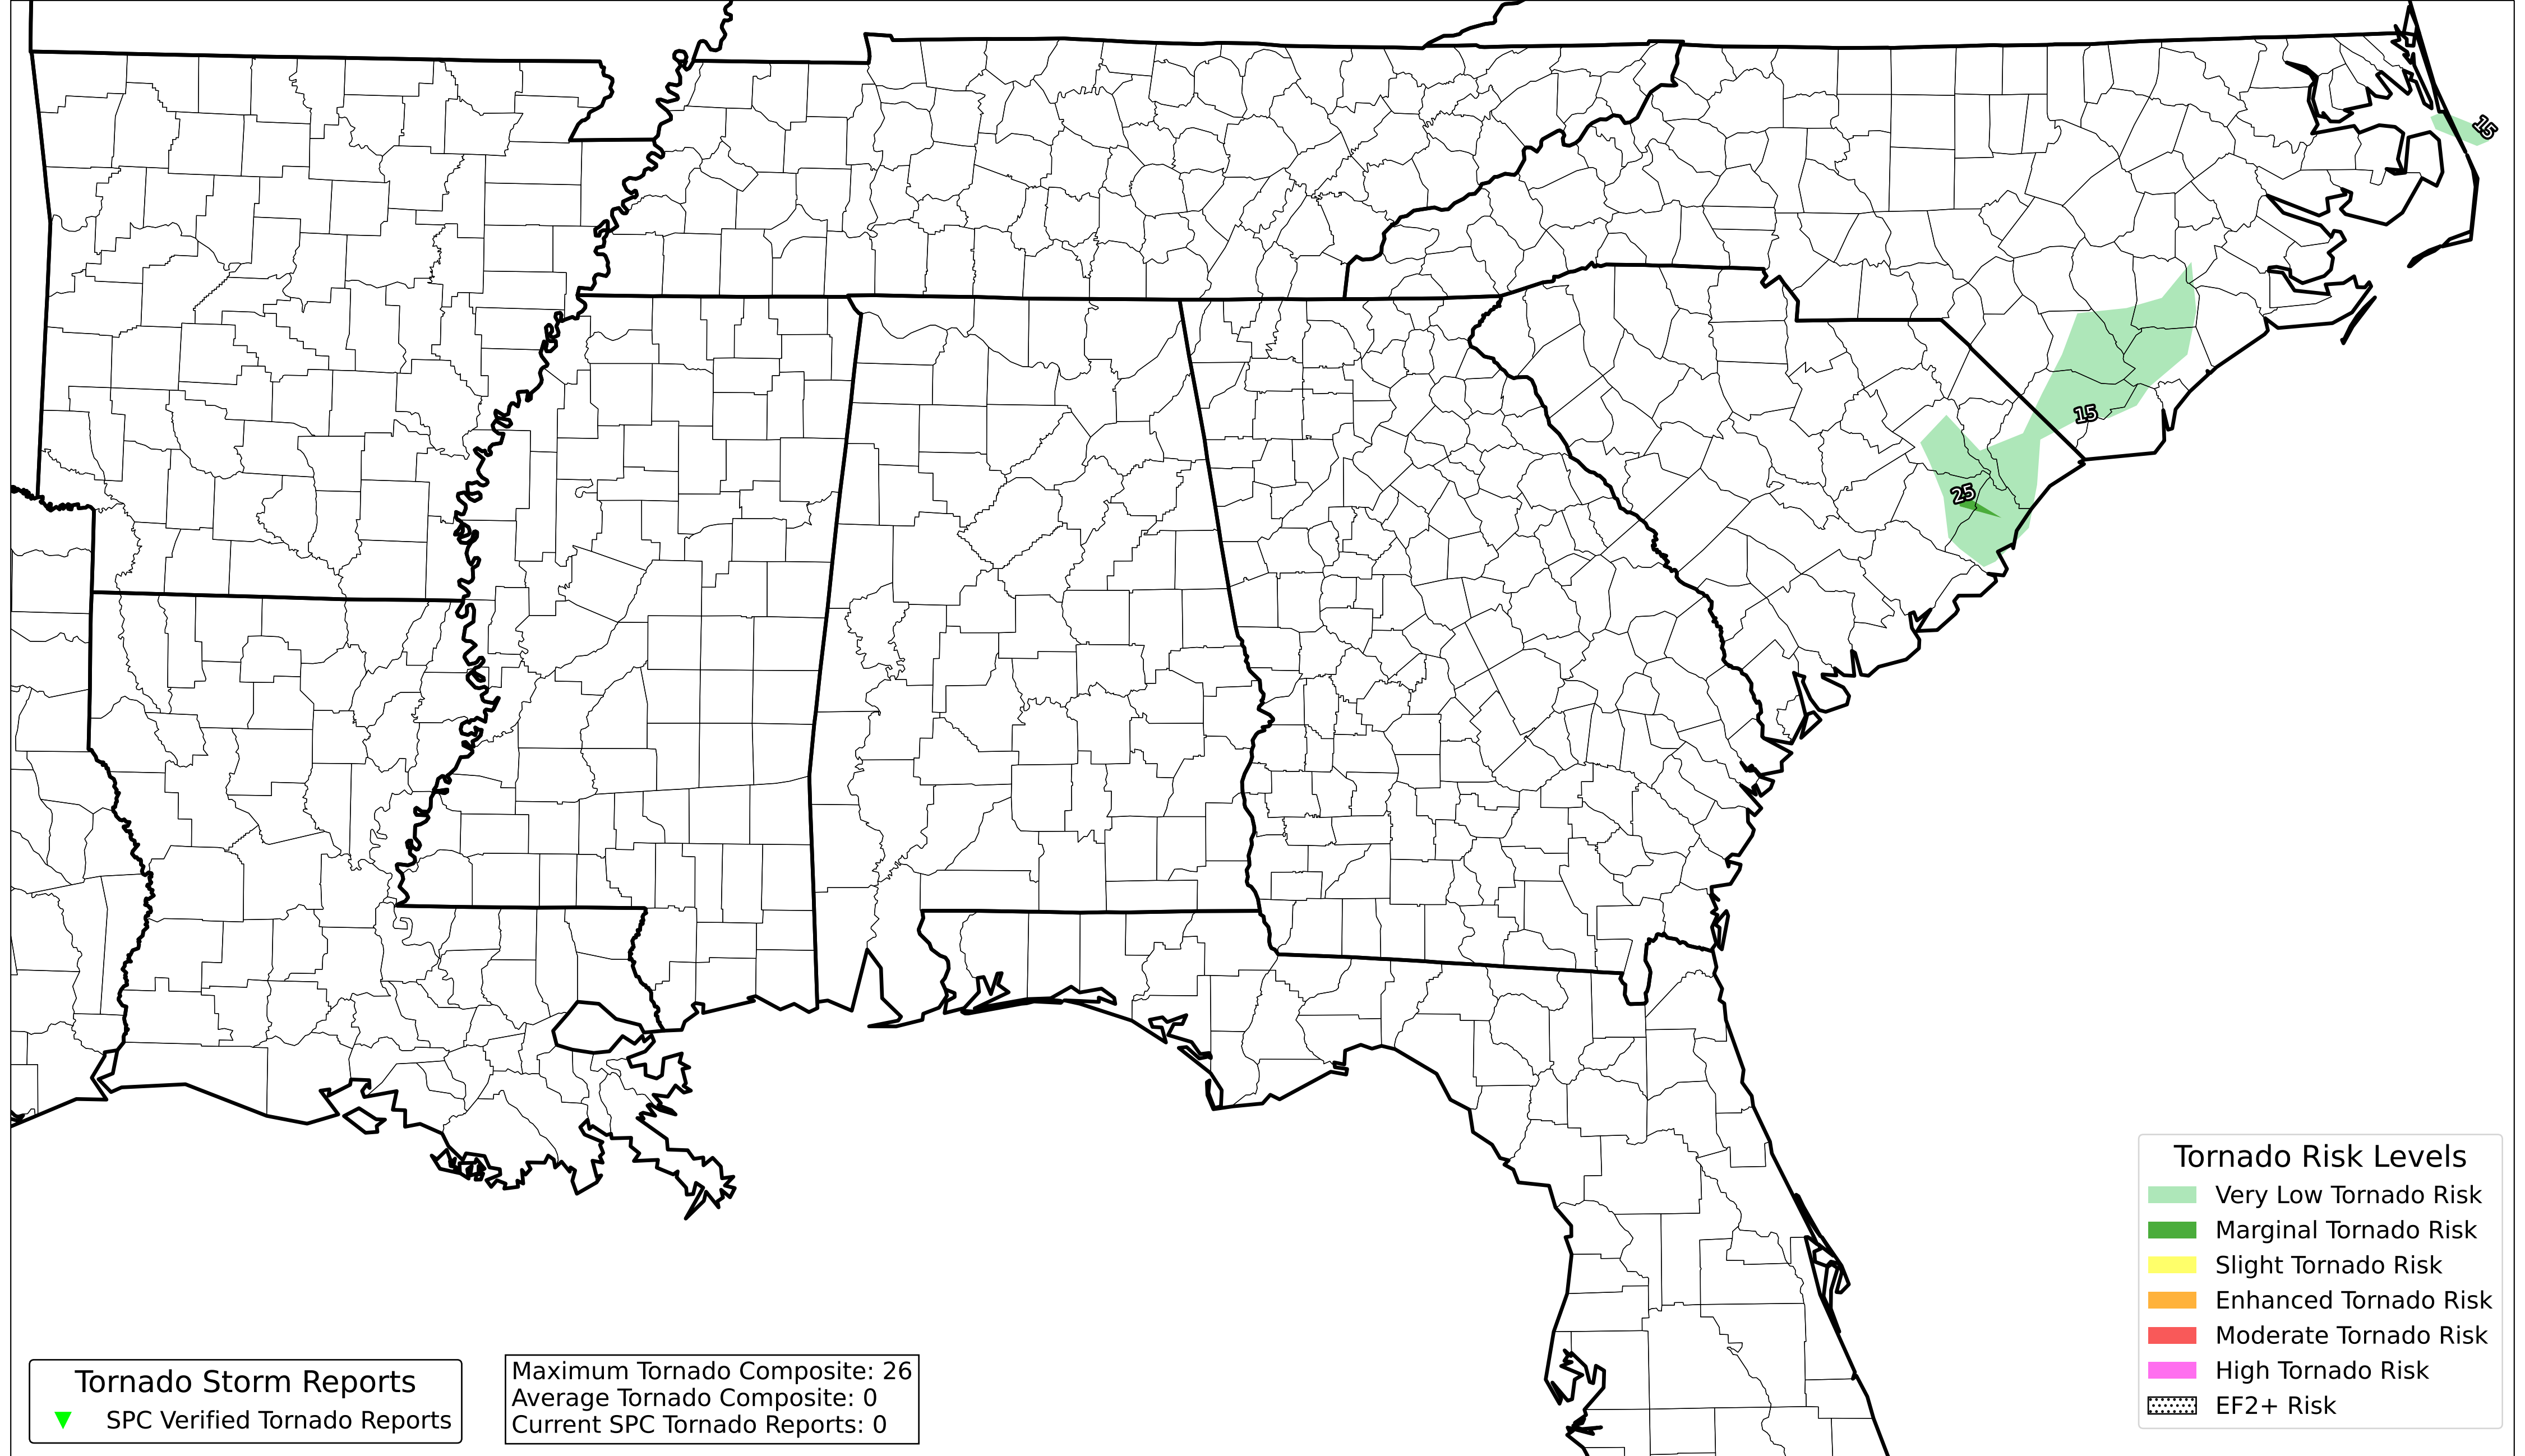 15
15
25
Tornado Risk Levels
Very Low Tornado Risk
Marginal Tornado Risk
Slight Tornado Risk
Enhanced Tornado Risk
Moderate Tornado Risk
High Tornado Risk
EF2+ Risk
Tornado Storm Reports
SPC Verified Tornado Reports
Maximum Tornado Composite: 26
Average Tornado Composite: 0
Current SPC Tornado Reports: 0